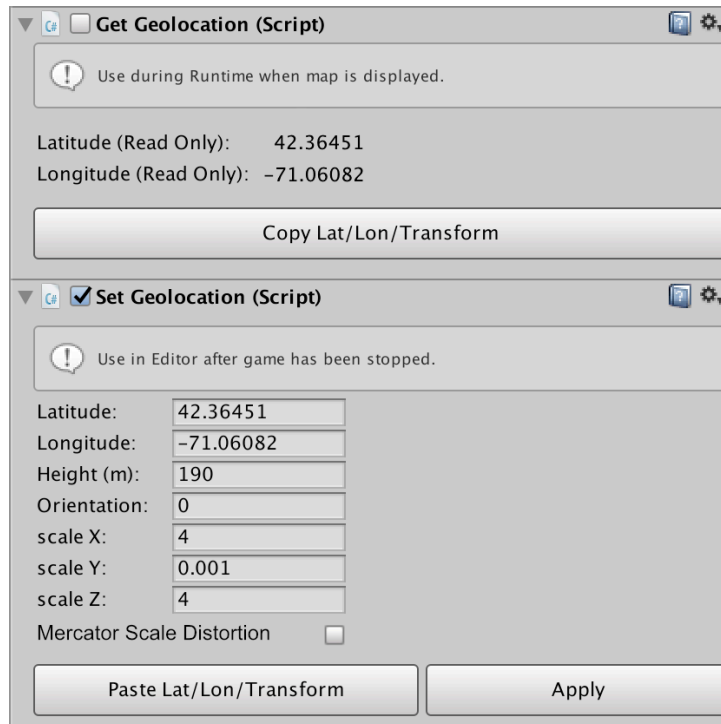 Get Geolocation (Script)
Use during Runtime when map is displayed.
Latitude (Read Only): 42.36451
Longitude (Read Only): -71.06082
Copy Lat/Lon/Transform
Set Geolocation (Script)
Use in Editor after game has been stopped.
Latitude: 42.36451
Longitude: -71.06082
Height (m): 190
Orientation: 0
scale X: 4
scale Y: 0.001
scale Z: 4
Mercator Scale Distortion
Paste Lat/Lon/Transform Apply